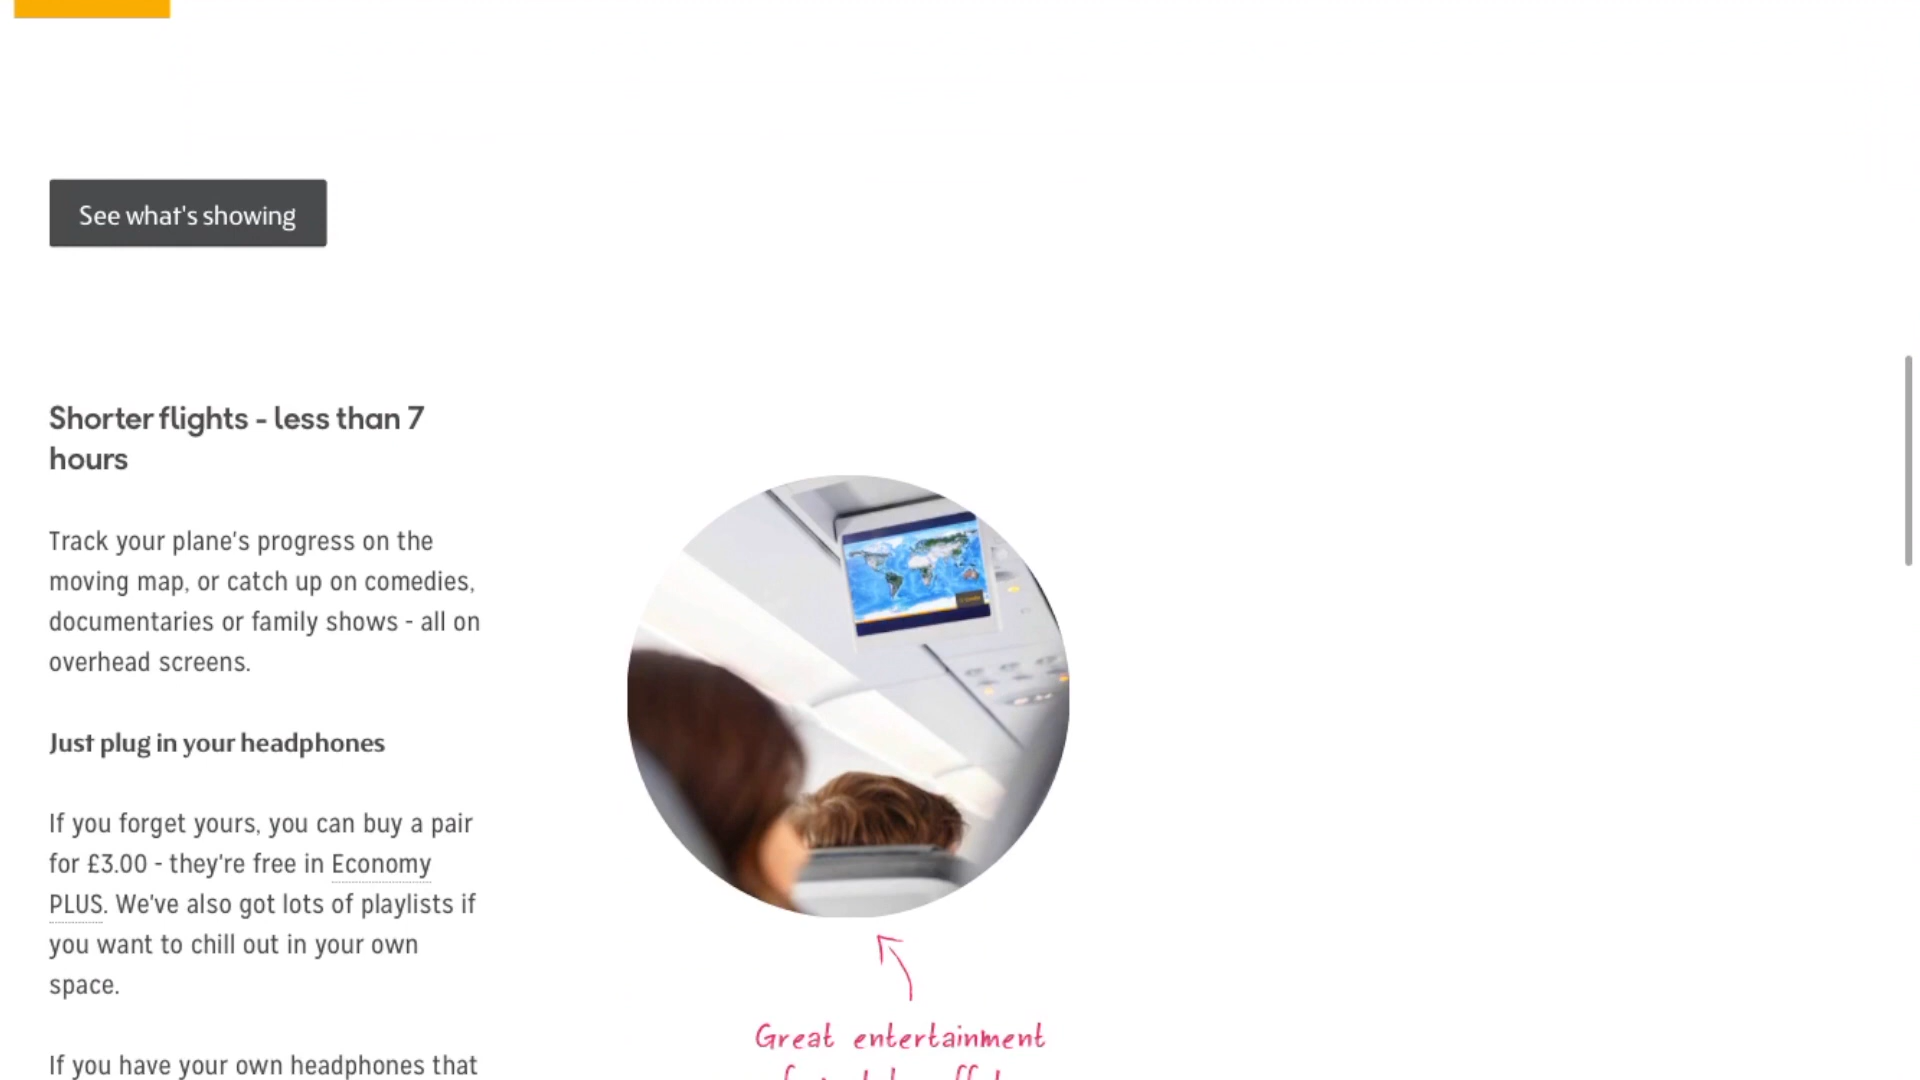 See what's showing
Shorter flights - less than 7
hours
Track your plane's progress on the
moving map, or catch up on comedies,
documentaries or family shows - all on
overhead screens.
Just plug in your headphones
If you forget yours, you can buy a pair
for £3.00 - they're free in Economy
PLUS. We've also got lots of playlists if
you want to chill out in your own
space.
If you have your own headphones that
Great entertainment